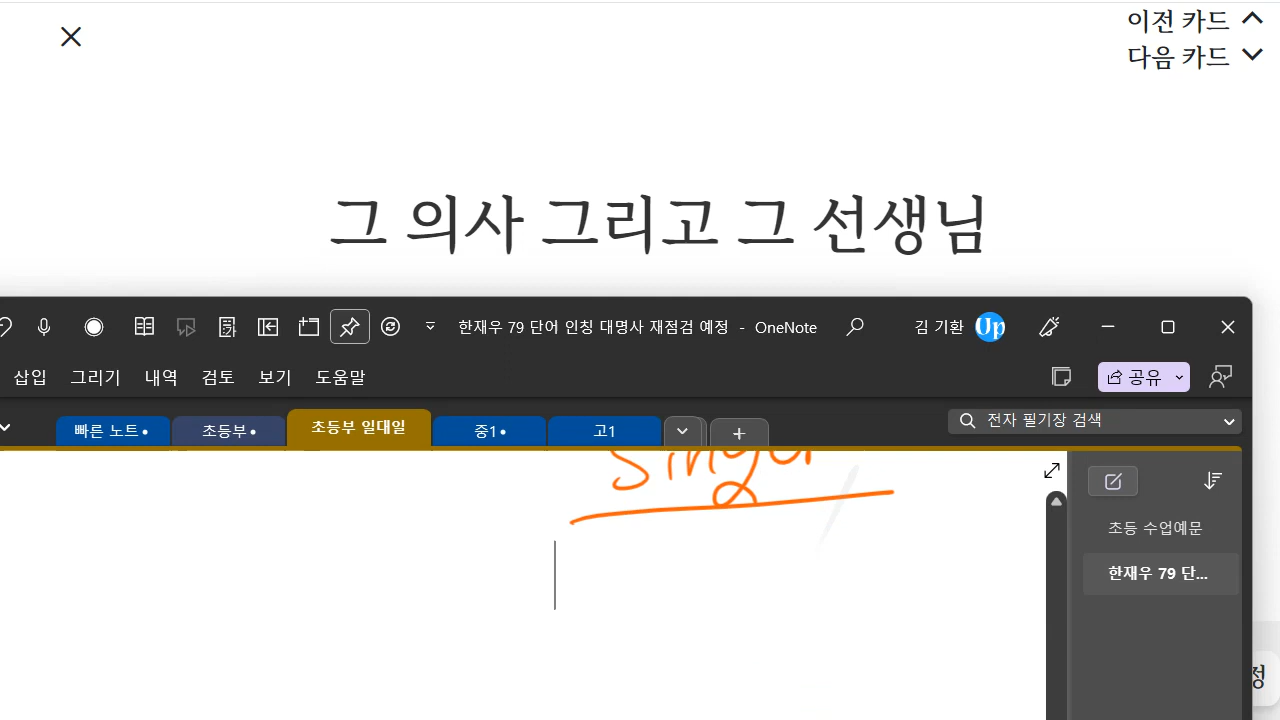 이전 카드
다음 카드
그 의사 그리고 그 선생님
한재우 79 단어 인칭 대명사 재점검 예정 - OneNote
김 기환
Up
삽입 그리기 내역 검토 보기 도움말
공유
빠른 노트
초등부
초등부 일대일
중1
고1
전자 필기장 검색
초등 수업예문
한재우 79 단...